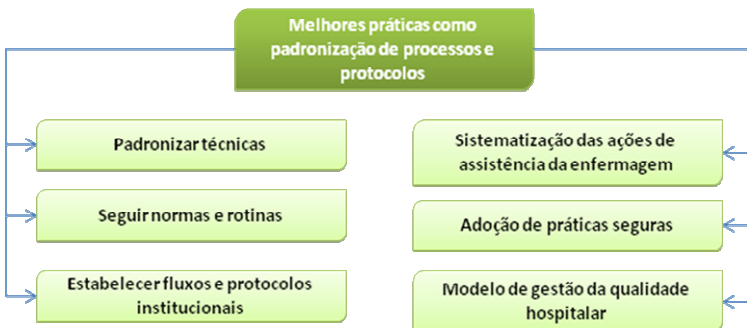 Melhores práticas como
padronização de processos e
protocolos
Padronizar técnicas
Seguir normas e rotinas
Estabelecer fluxos e protocolos
institucionais
Sistematização das ações de
assistência da enfermagem
Adoção de práticas seguras
Modelo de gestão da qualidade
hospitalar